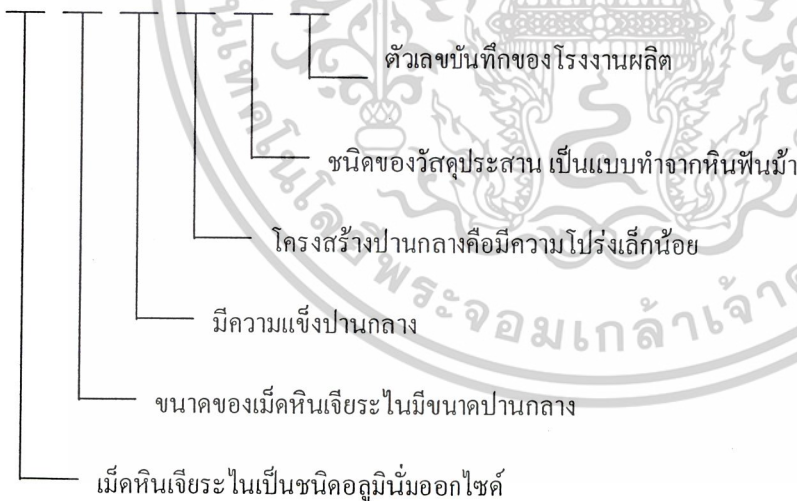 ตัวเลขบันทึกของโรงงานผลิต
ชนิดของวัสดุประสาน เป็นแบบทำจากหินฟันม้า
โครงสร้างปานกลางคือมีความโปร่งเล็กน้อย
มีความแข็งปานกลาง
ขนาดของเม็ดหินเจียระไนมีขนาดปานกลาง
เม็ดหินเจียระไนเป็นชนิดอลูมินั่มออกไซด์